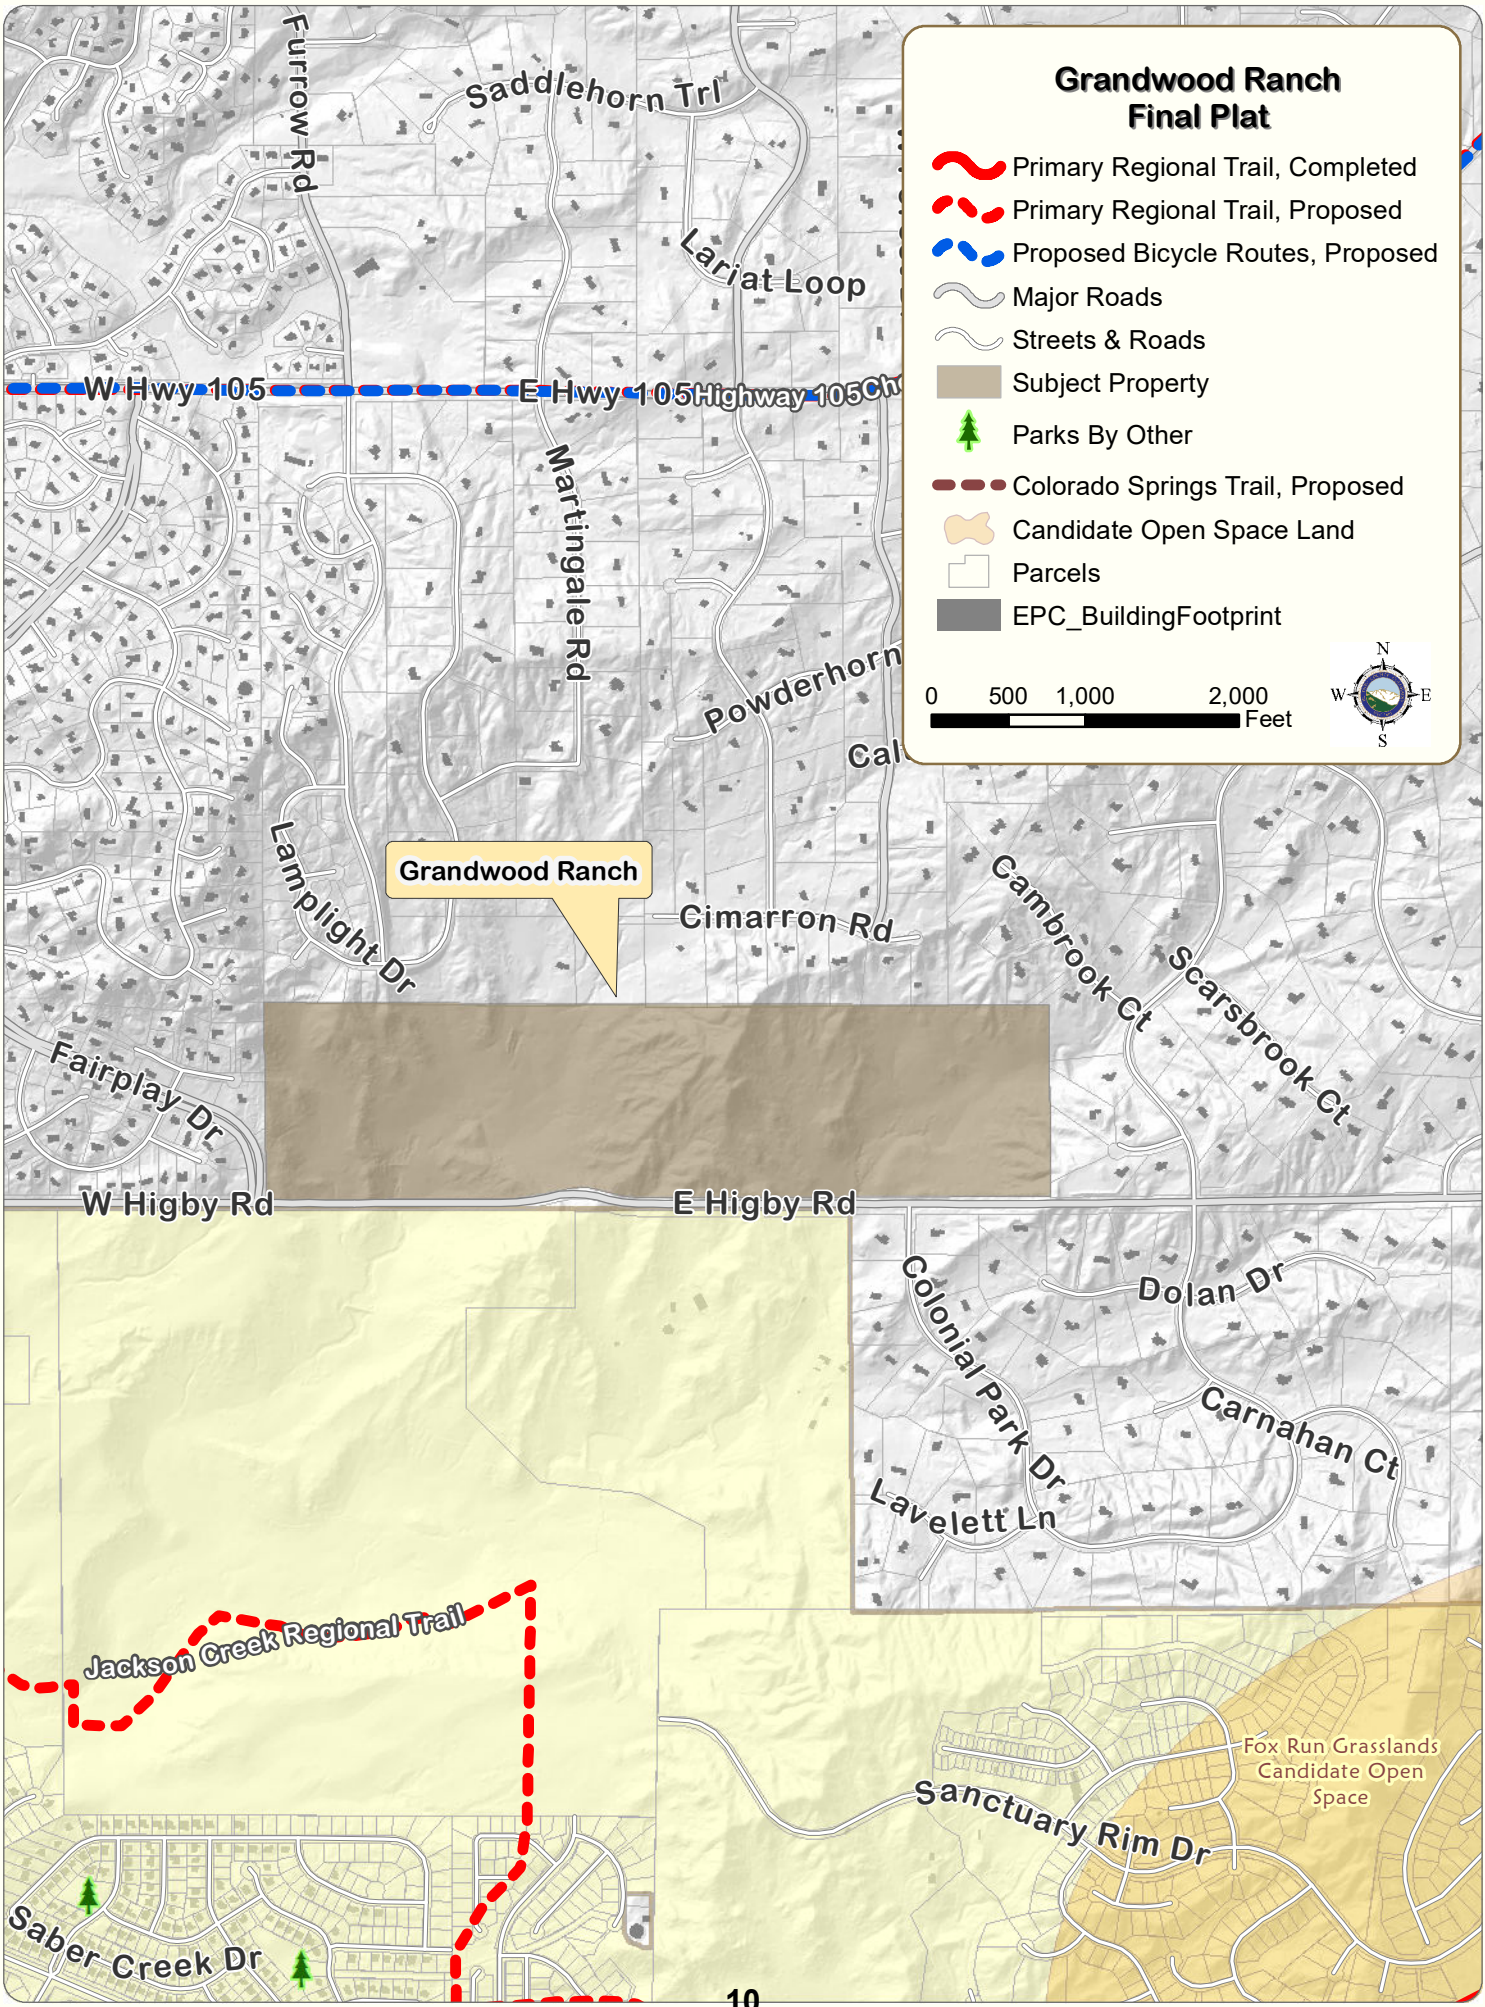 Furrow Rd
Saddlehorn Trl
Lariat Loop
Grandwood Ranch
Final Plat
Primary Regional Trail, Completed
Primary Regional Trail, Proposed
Proposed Bicycle Routes, Proposed
Major Roads
Streets & Roads
Subject Property
Parks By Other
Colorado Springs Trail, Proposed
Candidate Open Space Land
Parcels
EPC_BuildingFootprint
0 500 1,000 2,000
Feet
N
W E
S
W Hwy 105
E Hwy 105
Highway 105
Martingale Rd
Powderhorn
Lamplight Dr
Grandwood Ranch
Cimarron Rd
Cambrook Ct
Scarsbrook Ct
Fairplay Dr
W Higby Rd
E Higby Rd
Colonial Park Dr
Dolan Dr
Carnahan Ct
Lavelett Ln
Jackson Creek Regional Trail
Fox Run Grasslands
Candidate Open
Space
Sanctuary Rim Dr
Saber Creek Dr
10